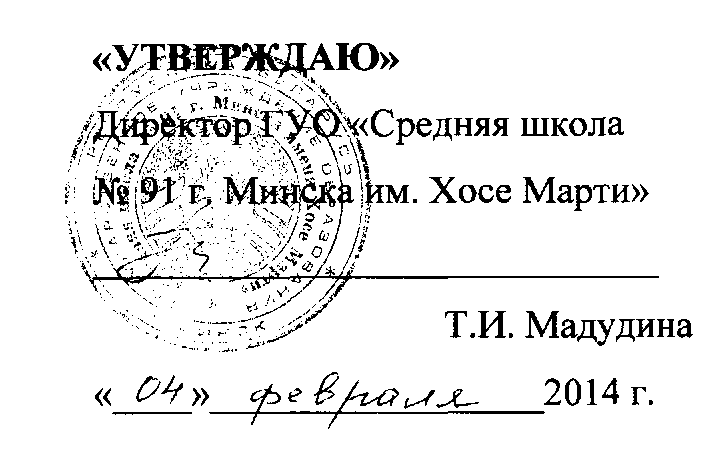 «УТВЕРЖДАЮ»
Директор ГУО «Средняя школа
№ 91 г. Минска им. Хосе Марти»
Т.И. Мадудина
«04» февраля 2014 г.